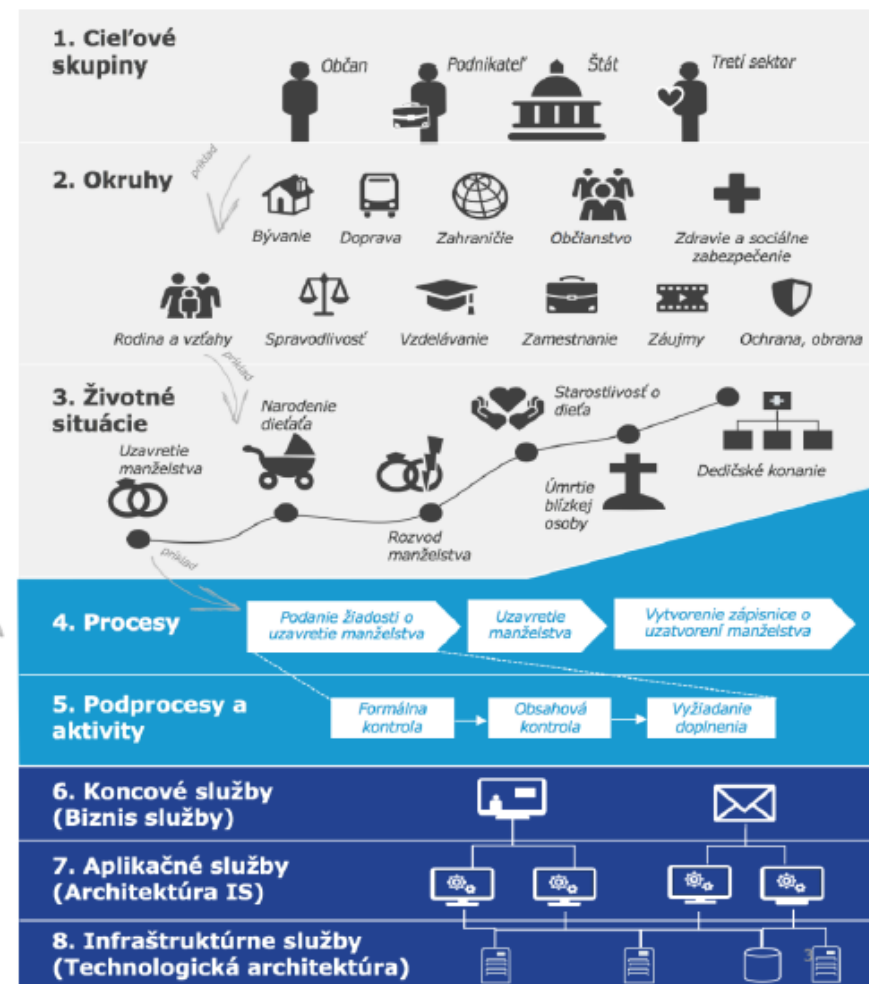 1. Cieľové
skupiny
Občan
Podnikateľ
Štát
Tretí sektor
príklad
2. Okruhy
Bývanie
Doprava
Zahraničie
Občianstvo
Zdravie a sociálne
zabezpečenie
Rodina a vzťahy
Spravodlivosť
Vzdelávanie
Zamestnanie
Záujmy
Ochrana, obrana
príklad
3. Životné
situácie
Uzavretie
manželstva
Narodenie
dieťaťa
Rozvod
manželstva
Starostlivosť o
dieťa
Úmrtie
blízkej
osoby
Dedičské konanie
príklad
4. Procesy
Podanie žiadosti o
uzavretie manželstva
Uzavretie
manželstva
Vytvorenie zápisnice o
uzatvorení manželstva
5. Podprocesy a
aktivity
Formálna
kontrola
Obsahová
kontrola
Vyžiadanie
doplnenia
6. Koncové služby
(Biznis služby)
7. Aplikačné služby
(Architektúra IS)
8. Infraštruktúrne služby
(Technologická architektúra)
3